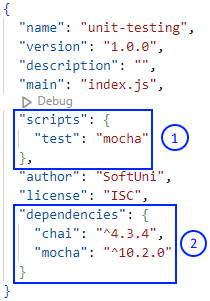 {
"name": "unit-testing",
"version": "1.0.0",
"description": "",
"main": "index.js",
Debug
"scripts": {
"test": "mocha"
1
},
"author": "SoftUni",
"license": "ISC",
"dependencies": {
"chai": "^4.3.4",
"mocha": "^10.2.0"
2
}
}